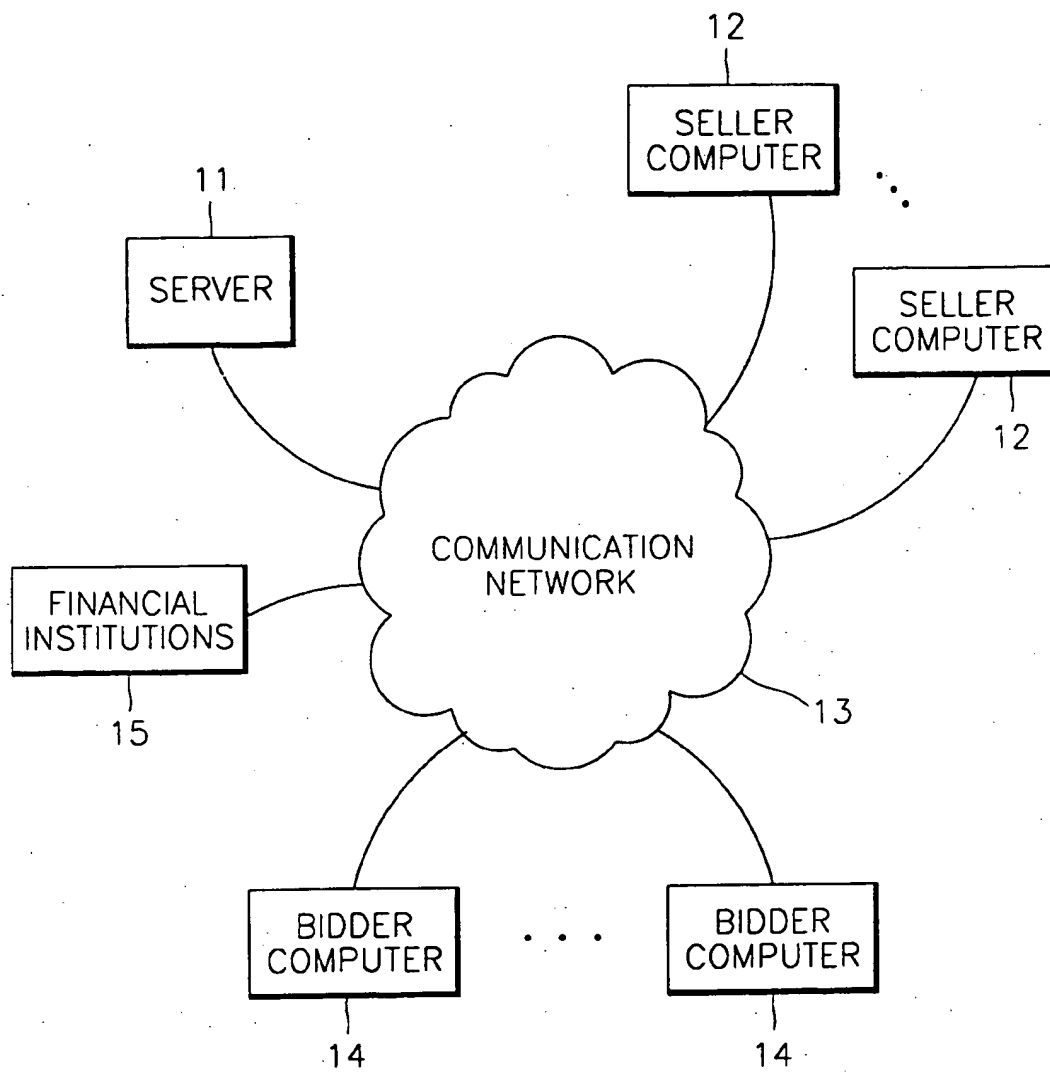 12
SELLER
COMPUTER
11
SERVER
SELLER
COMPUTER
12
COMMUNICATION
NETWORK
FINANCIAL
INSTITUTIONS
15
13
BIDDER
COMPUTER
14
BIDDER
COMPUTER
14